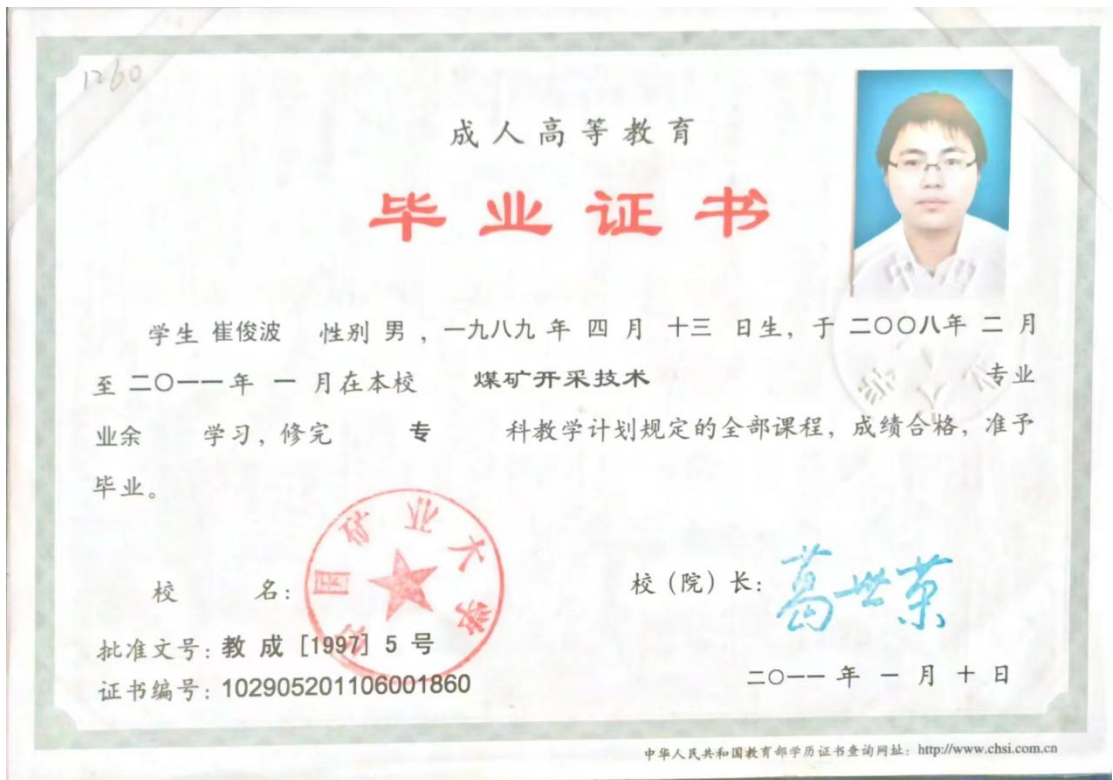 1260
成人高等教育
毕业证书
学生 崔俊波 性别 男 , 一九八九 年 四 月 十三 日生, 于 二〇〇八年 二 月
至 二〇一一年 一 月在本校 煤矿开采技术 专业
业余 学习, 修完 专 科教学计划规定的全部课程, 成绩合格, 准予
毕业。
中国矿业大学
校 名:
校(院)长: 葛世荣
批准文号: 教 成 [1997] 5 号
证书编号: 102905201106001860
二〇一一 年 一 月 十 日
中华人民共和国教育部学历证书查询网址: http://www.chsi.com.cn